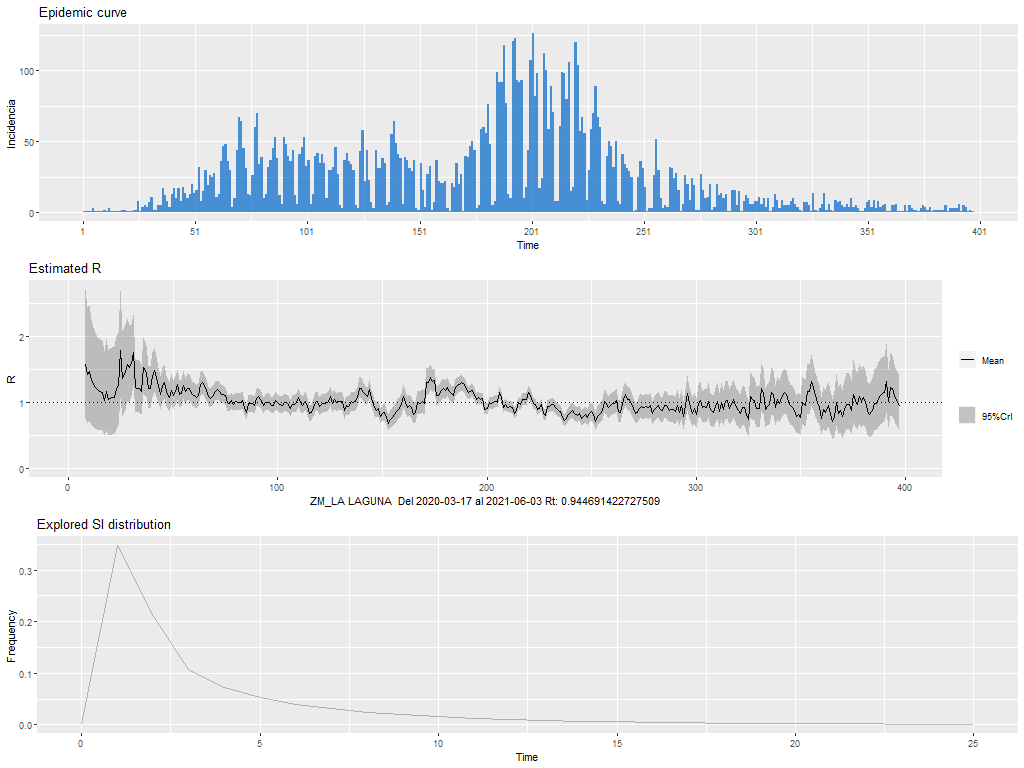 Epidemic curve
100
50
0
Incidencia
1 51 101 151 201 251 301 351 401
Time
Estimated R
2
1
0
R
0 100 200 300 400
ZM_LA LAGUNA Del 2020-03-17 al 2021-06-03 Rt: 0.944691422727509
Mean
95%CrI
Explored SI distribution
0.3
0.2
0.1
0.0
Frequency
0 5 10 15 20 25
Time